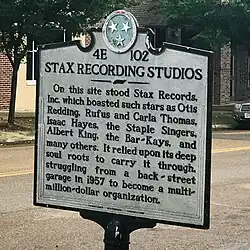 4E 102
STAX RECORDING STUDIOS
On this site stood Stax Records,
Inc. which boasted such stars as Otis
Redding, Rufus and Carla Thomas,
Isaac Hayes, the Staple Singers,
Albert King, the Bar-Kays, and
many others. It relied upon its deep
soul roots to carry it through,
struggling from a back-street
garage in 1957 to become a multi-
million-dollar organization.